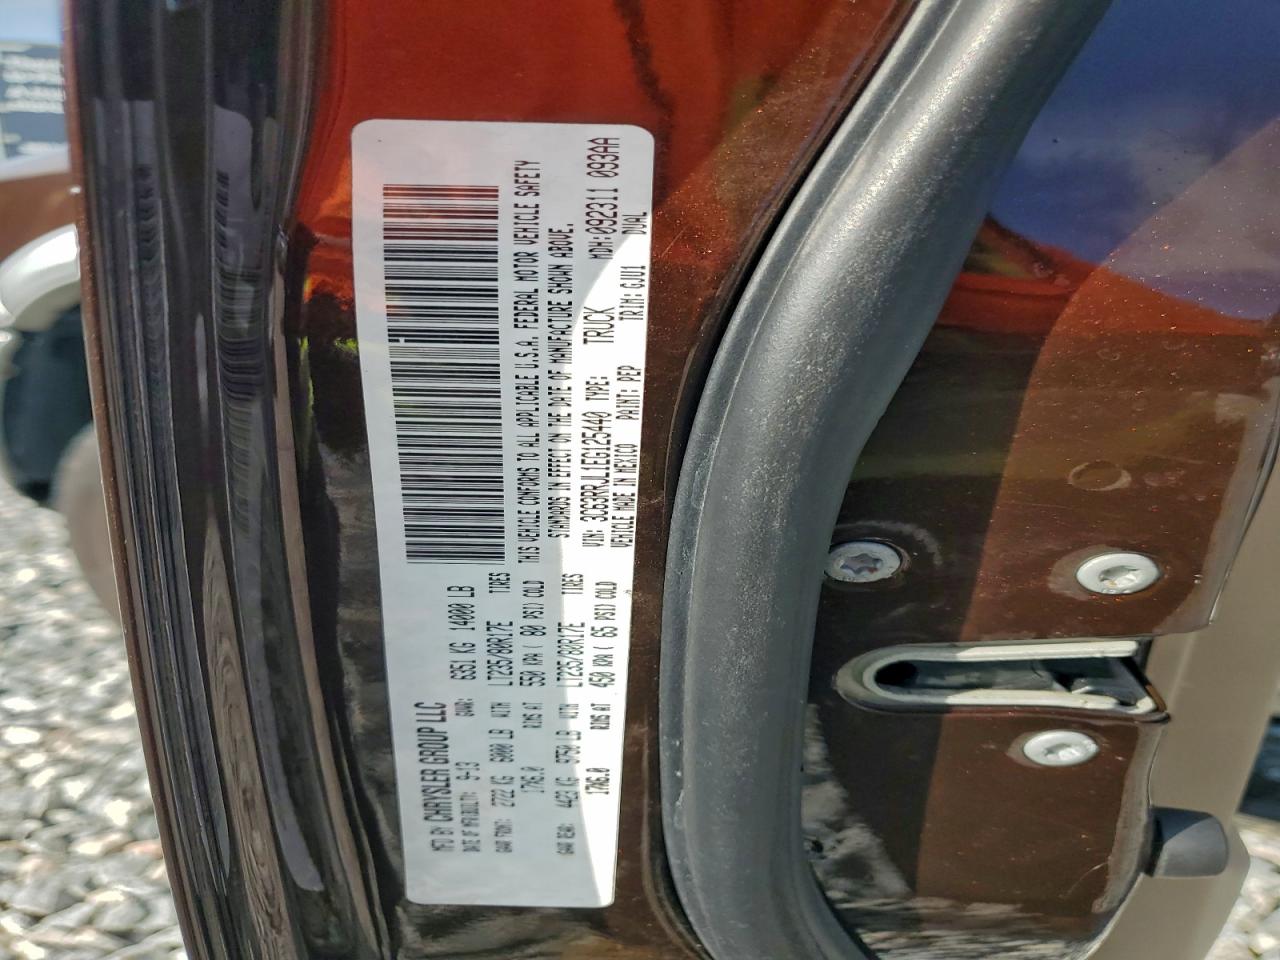 MFD BY CHRYSLER GROUP LLC
DATE OF MFR(BUILT): 9-13 GVWR: 6351 KG 14000 LB
GAWR FRONT: 2722 KG 6000 LB WITH LT235/80R17E TIRES
17X6.0 RIMS AT 550 KPA ( 80 PSI) COLD
GAWR REAR: 4423 KG 9750 LB WITH LT235/80R17E TIRES
17X6.0 RIMS AT 450 KPA ( 65 PSI) COLD
THIS VEHICLE CONFORMS TO ALL APPLICABLE U.S.A. FEDERAL MOTOR VEHICLE SAFETY
STANDARDS IN EFFECT ON THE DATE OF MANUFACTURE SHOWN ABOVE.
VIN: 3C63RRJL1EG125440 TYPE: TRUCK MDH: 092311 093AA
VEHICLE MADE IN MEXICO PAINT: PEP TRIM: GJU1 DUAL